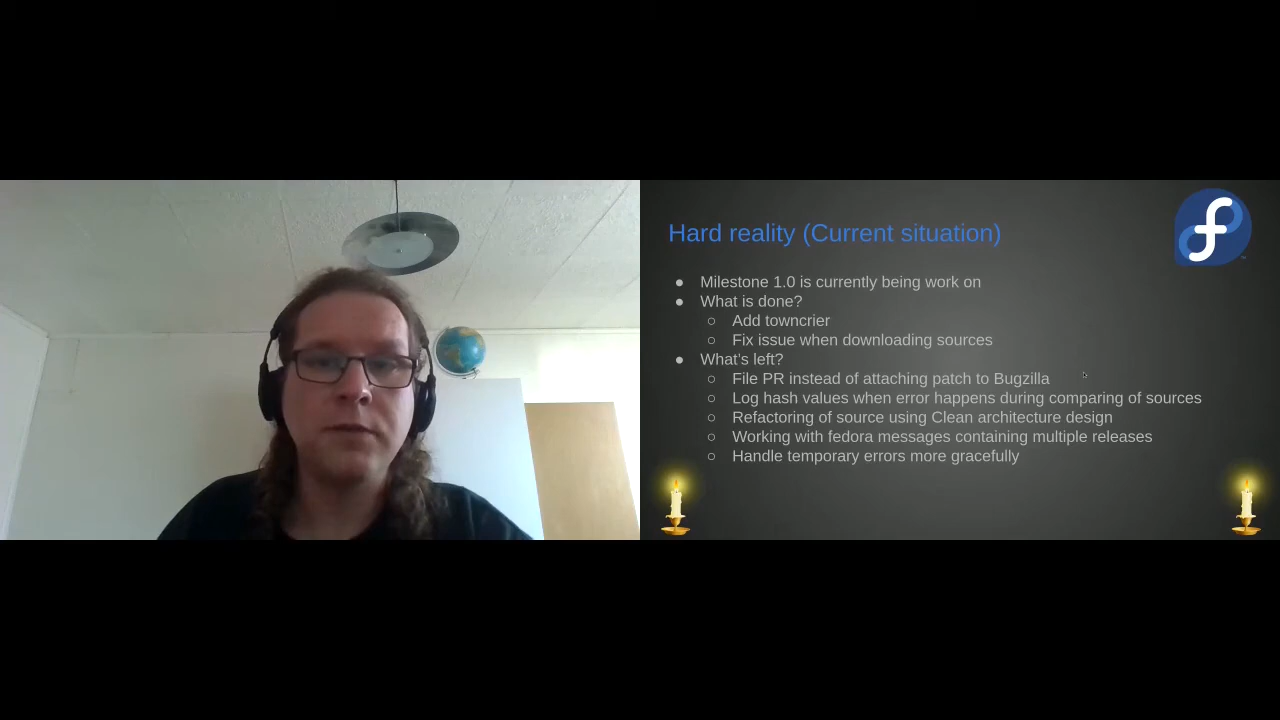 Hard reality (Current situation)
● Milestone 1.0 is currently being work on
● What is done?
○ Add towncrier
○ Fix issue when downloading sources
● What's left?
○ File PR instead of attaching patch to Bugzilla
○ Log hash values when error happens during comparing of sources
○ Refactoring of source using Clean architecture design
○ Working with fedora messages containing multiple releases
○ Handle temporary errors more gracefully